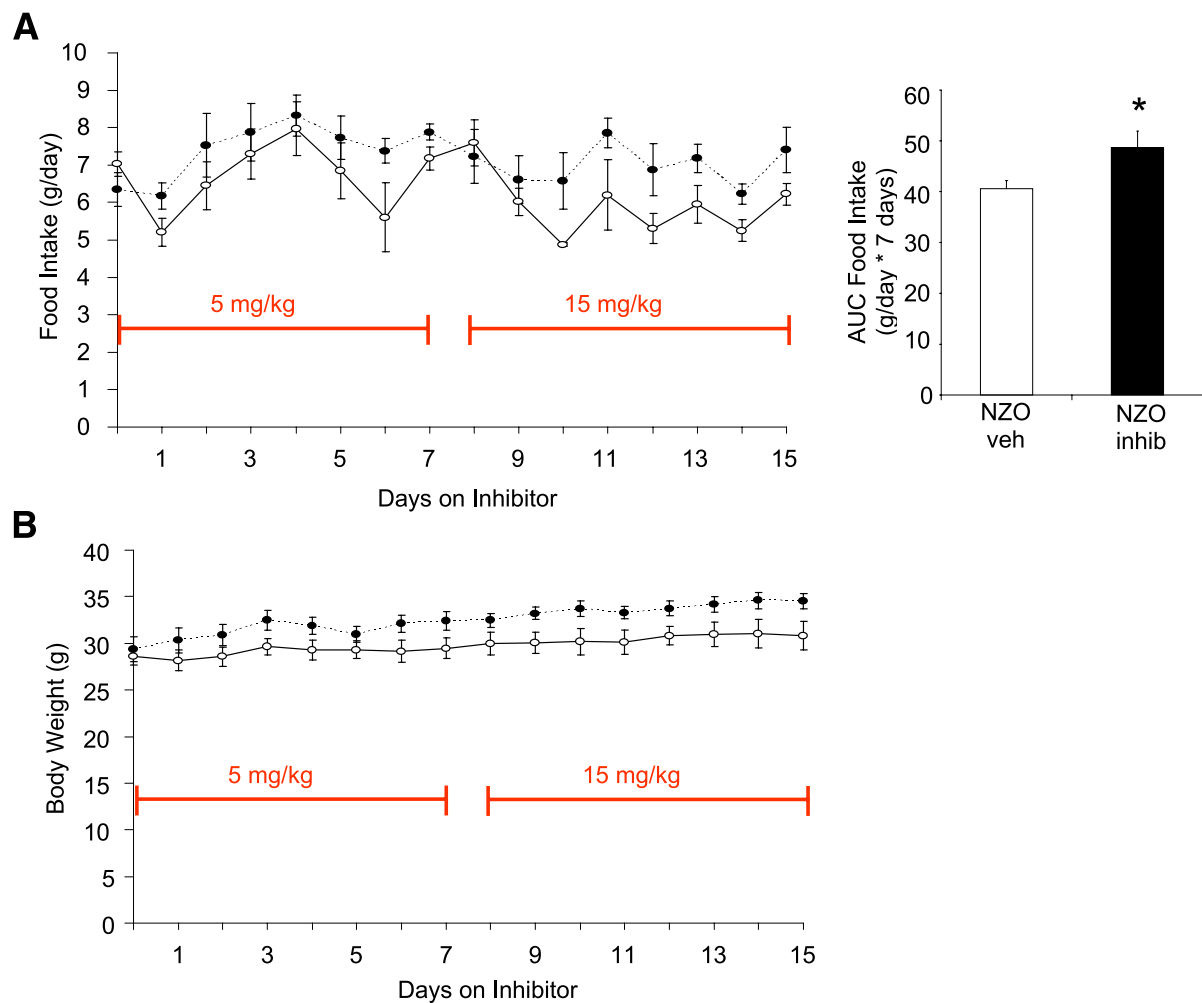 A
10
9
8
7
6
5
4
3
2
1
0
Food Intake (g/day)
5 mg/kg
15 mg/kg
1 3 5 7 9 11 13 15
Days on Inhibitor
60
50
40
30
20
10
0
AUC Food Intake
(g/day * 7 days)
*
NZO
veh
NZO
inhib
B
40
35
30
25
20
15
10
5
0
Body Weight (g)
5 mg/kg
15 mg/kg
1 3 5 7 9 11 13 15
Days on Inhibitor